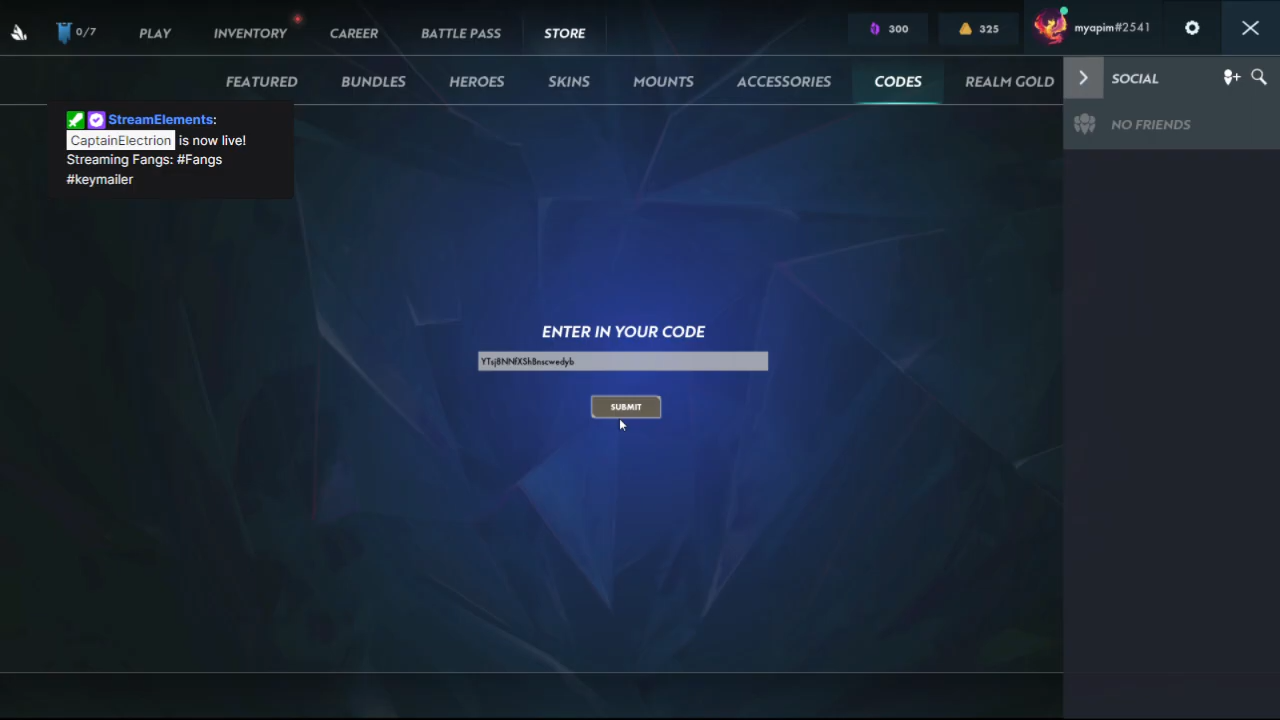 0/7 PLAY INVENTORY CAREER BATTLE PASS STORE 300 325 myapim#2541
FEATURED BUNDLES HEROES SKINS MOUNTS ACCESSORIES CODES REALM GOLD SOCIAL
NO FRIENDS
StreamElements:
CaptainElectrion is now live!
Streaming Fangs: #Fangs
#keymailer
ENTER IN YOUR CODE
YTsj8NNfXShBnscwedyb
SUBMIT